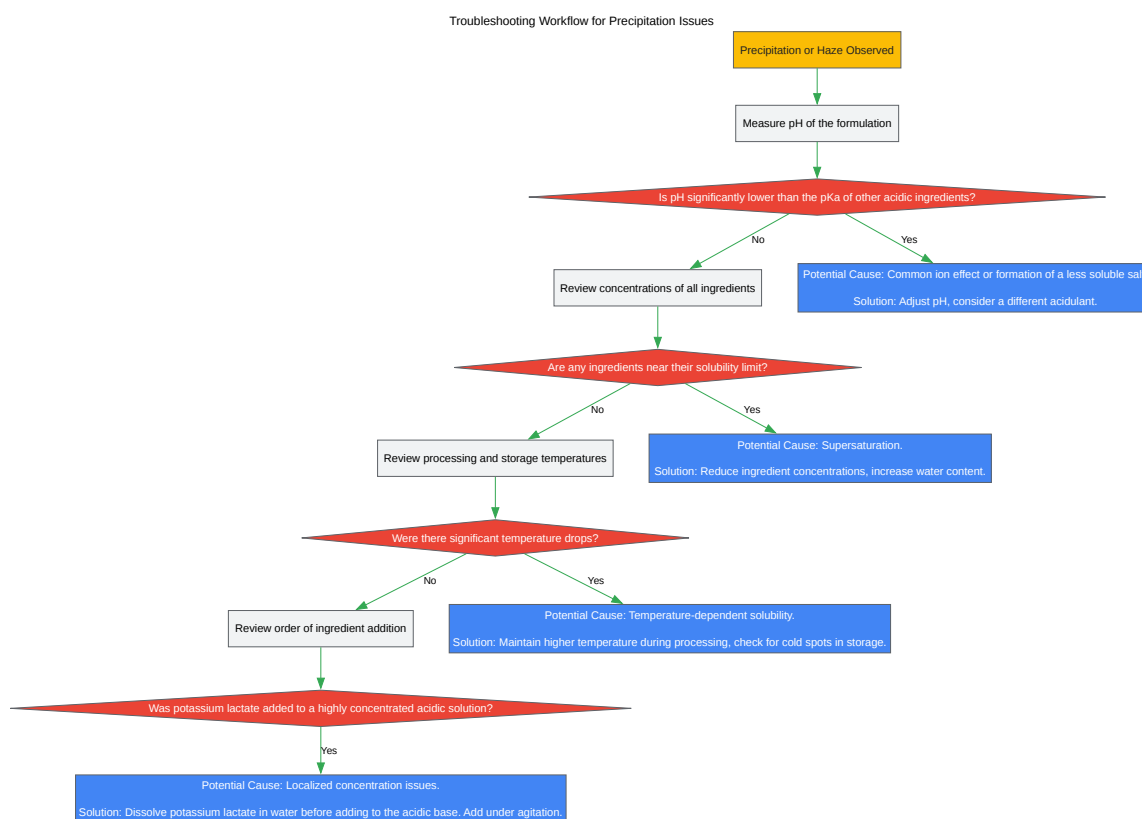 Troubleshooting Workflow for Precipitation Issues
Precipitation or Haze Observed
Measure pH of the formulation
Is pH significantly lower than the pKa of other acidic ingredients?
No
Yes
Review concentrations of all ingredients
Potential Cause: Common ion effect or formation of a less soluble sal
Solution: Adjust pH, consider a different acidulant.
Are any ingredients near their solubility limit?
No
Yes
Review processing and storage temperatures
Potential Cause: Supersaturation.
Solution: Reduce ingredient concentrations, increase water content.
Were there significant temperature drops?
No
Yes
Review order of ingredient addition
Potential Cause: Temperature-dependent solubility.
Solution: Maintain higher temperature during processing, check for cold spots in storage.
Was potassium lactate added to a highly concentrated acidic solution?
Yes
Potential Cause: Localized concentration issues.
Solution: Dissolve potassium lactate in water before adding to the acidic base. Add under agitation.